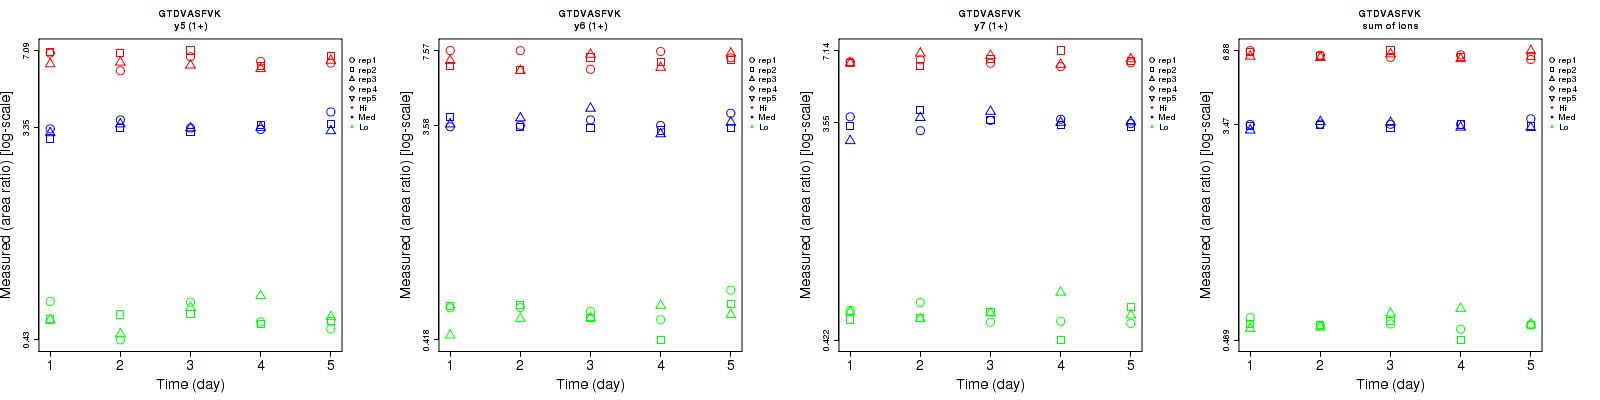 GTDVASFVK
y5 (1+)
7.09
3.35
0.43
Measured (area ratio) [log-scale]
1 2 3 4 5
Time (day)
rep1
rep2
rep3
rep4
rep5
Hi
Med
Lo
GTDVASFVK
y6 (1+)
7.57
3.58
0.418
Measured (area ratio) [log-scale]
1 2 3 4 5
Time (day)
rep1
rep2
rep3
rep4
rep5
Hi
Med
Lo
GTDVASFVK
y7 (1+)
7.14
3.55
0.422
Measured (area ratio) [log-scale]
1 2 3 4 5
Time (day)
rep1
rep2
rep3
rep4
rep5
Hi
Med
Lo
GTDVASFVK
sum of ions
6.88
3.47
0.469
Measured (area ratio) [log-scale]
1 2 3 4 5
Time (day)
rep1
rep2
rep3
rep4
rep5
Hi
Med
Lo